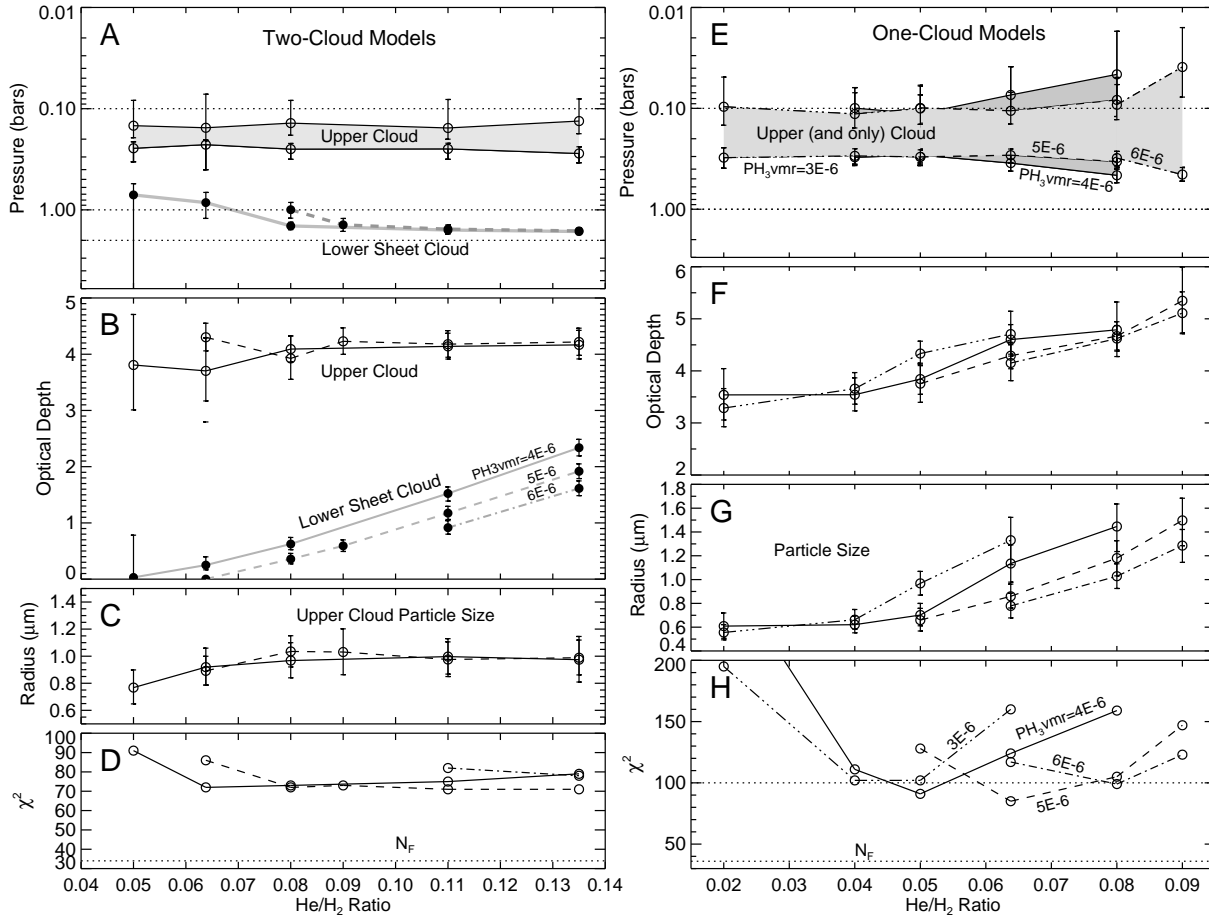 A
Two-Cloud Models
0.01
0.10
1.00
Pressure (bars)
Upper Cloud
Lower Sheet Cloud
B
5
4
3
2
1
0
Optical Depth
Upper Cloud
Lower Sheet Cloud
PH3vmr=4E-6
5E-6
6E-6
C
Upper Cloud Particle Size
1.4
1.2
1.0
0.8
0.6
Radius (μm)
D
100
90
80
70
60
50
40
30
30
χ²
N_F
0.04 0.05 0.06 0.07 0.08 0.09 0.10 0.11 0.12 0.13 0.14
He/H₂ Ratio
E
One-Cloud Models
0.01
0.10
1.00
Pressure (bars)
Upper (and only) Cloud
PH₃vmr=3E-6
5E-6
6E-6
PH₃vmr=4E-6
F
6
5
4
3
2
Optical Depth
G
Particle Size
1.8
1.6
1.4
1.2
1.0
0.8
0.6
0.4
Radius (μm)
H
200
150
100
50
χ²
3E-6
PH₃vmr=4E-6
6E-6
5E-6
N_F
0.02 0.03 0.04 0.05 0.06 0.07 0.08 0.09
He/H₂ Ratio